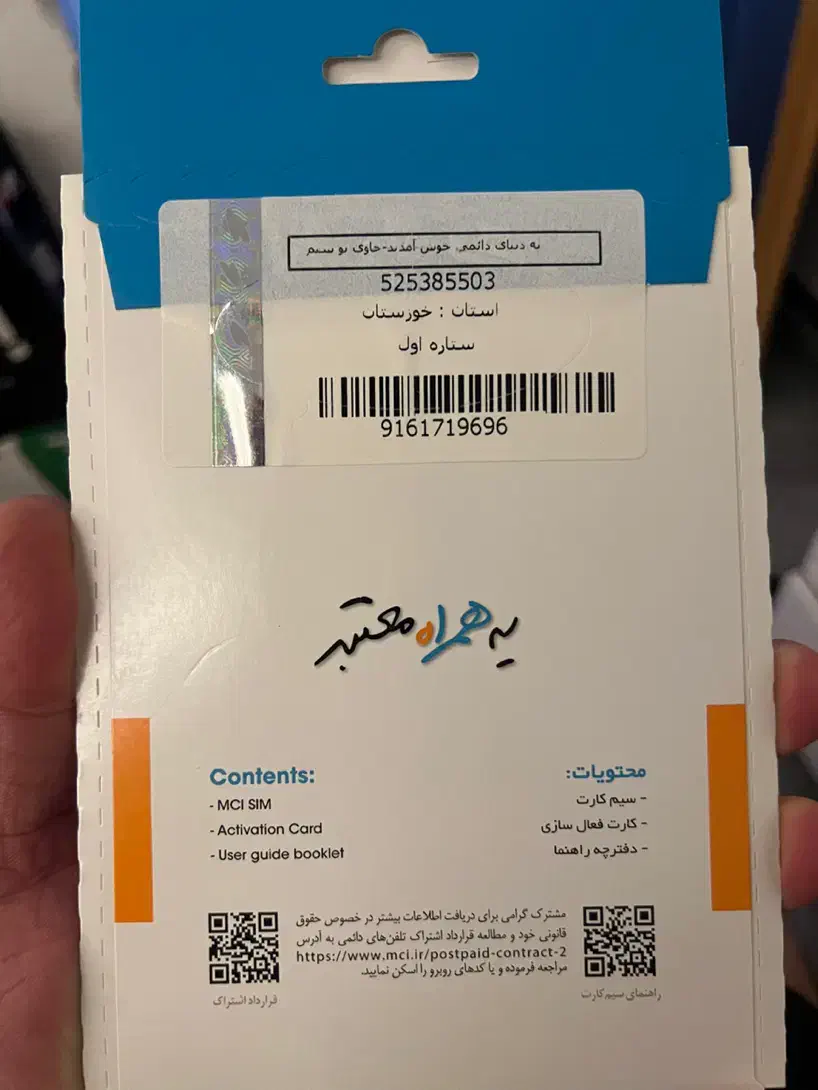 به دنیای دائمی خوش آمدید-حاوی نو سیم
525385503
استان : خوزستان
ستاره اول
9161719696
یه همراه معتبر
محتویات:
- سیم کارت
- کارت فعال سازی
- دفترچه راهنما
Contents:
- MCI SIM
- Activation Card
- User guide booklet
مشترک گرامی برای دریافت اطلاعات بیشتر در خصوص حقوق
قانونی خود و مطالعه قرارداد اشتراک تلفن‌های دائمی به آدرس
https://www.mci.ir/postpaid-contract-2
مراجعه فرموده و یا کدهای روبرو را اسکن نمایید.
راهنمای سیم‌کارت
قرارداد اشتراک